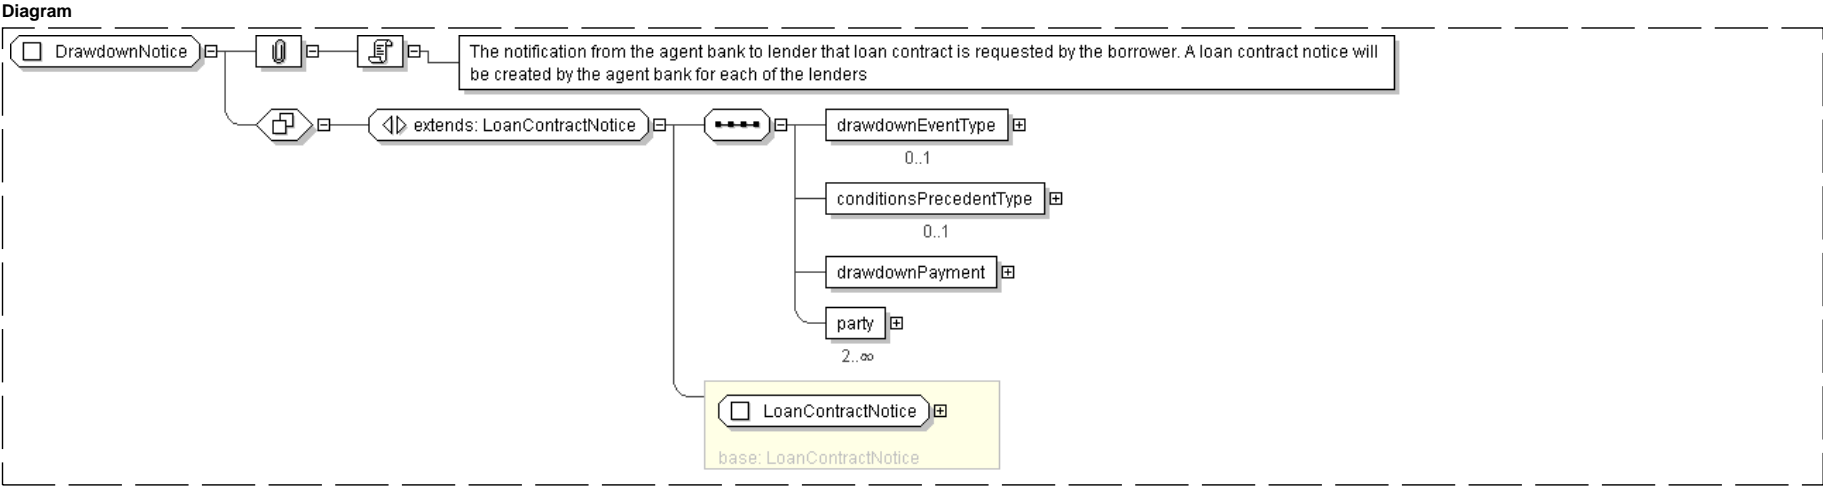 Diagram
DrawdownNotice
The notification from the agent bank to lender that loan contract is requested by the borrower. A loan contract notice will
be created by the agent bank for each of the lenders
extends: LoanContractNotice
drawdownEventType
0..1
conditionsPrecedentType
0..1
drawdownPayment
party
2..∞
LoanContractNotice
base: LoanContractNotice